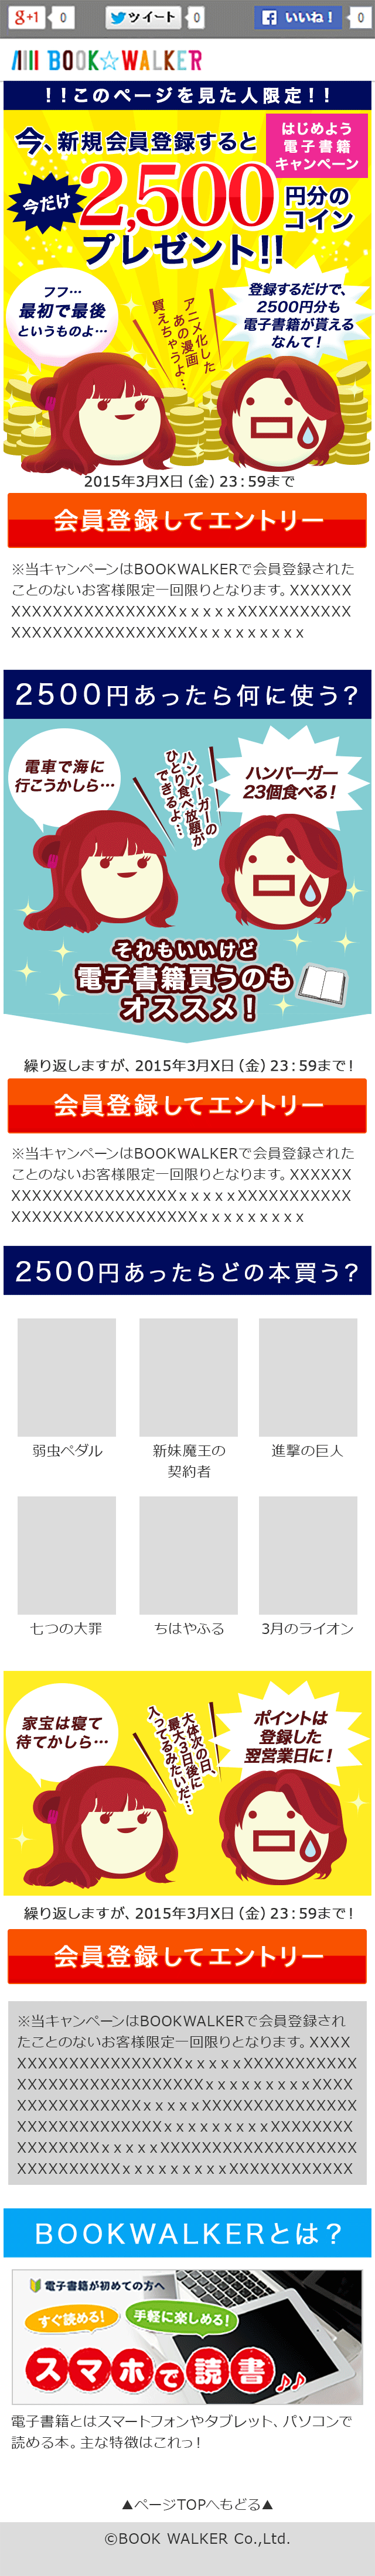 g+1
0
ツイート
0
いいね！
0
BOOK☆WALKER
！！このページを見た人限定！！
今、新規会員登録すると
はじめよう
電子書籍
キャンペーン
今だけ
2,500
円分の
コイン
プレゼント!!
フフ…
最初で最後
というものよ…
アニメ化した
あの漫画
買えちゃうよ…
登録するだけで、
2500円分も
電子書籍が貰える
なんて！
2015年3月X日（金）23：59まで
会員登録してエントリー
※当キャンペーンはBOOKWALKERで会員登録された
ことのないお客様限定一回限りとなります。XXXXXX
XXXXXXXXXXXXXXXXｘｘｘｘｘXXXXXXXXXXX
XXXXXXXXXXXXXXXXXXｘｘｘｘｘｘｘｘｘ
2500円あったら何に使う？
電車で海に
行こうかしら…
ハンバーガーの
ひとり食べ放題が
できるよ…
ハンバーガー
23個食べる！
それもいいけど
電子書籍買うのも
オススメ！
繰り返しますが、2015年3月X日（金）23：59まで！
会員登録してエントリー
※当キャンペーンはBOOKWALKERで会員登録された
ことのないお客様限定一回限りとなります。XXXXXX
XXXXXXXXXXXXXXXXｘｘｘｘｘXXXXXXXXXXX
XXXXXXXXXXXXXXXXXXｘｘｘｘｘｘｘｘｘ
2500円あったらどの本買う？
弱虫ペダル
新妹魔王の
契約者
進撃の巨人
七つの大罪
ちはやふる
3月のライオン
家宝は寝て
待てかしら…
大体次の日、
最大5日後に
入ってるみたいだ…
ポイントは
登録した
翌営業日に！
繰り返しますが、2015年3月X日（金）23：59まで！
会員登録してエントリー
※当キャンペーンはBOOKWALKERで会員登録され
たことのないお客様限定一回限りとなります。XXXX
XXXXXXXXXXXXXXXXｘｘｘｘｘXXXXXXXXXXX
XXXXXXXXXXXXXXXXXXｘｘｘｘｘｘｘｘｘXXXX
XXXXXXXXXXXXｘｘｘｘｘXXXXXXXXXXXXXXX
XXXXXXXXXXXXXXｘｘｘｘｘｘｘｘｘXXXXXXXX
XXXXXXXXｘｘｘｘｘXXXXXXXXXXXXXXXXXXX
XXXXXXXXXXｘｘｘｘｘｘｘｘｘXXXXXXXXXXXX
BOOKWALKERとは？
電子書籍が初めての方へ
すぐ読める！
手軽に楽しめる！
スマホで読書♪♪
電子書籍とはスマートフォンやタブレット、パソコンで
読める本。主な特徴はこれっ！
▲ページTOPへもどる▲
©BOOK WALKER Co.,Ltd.